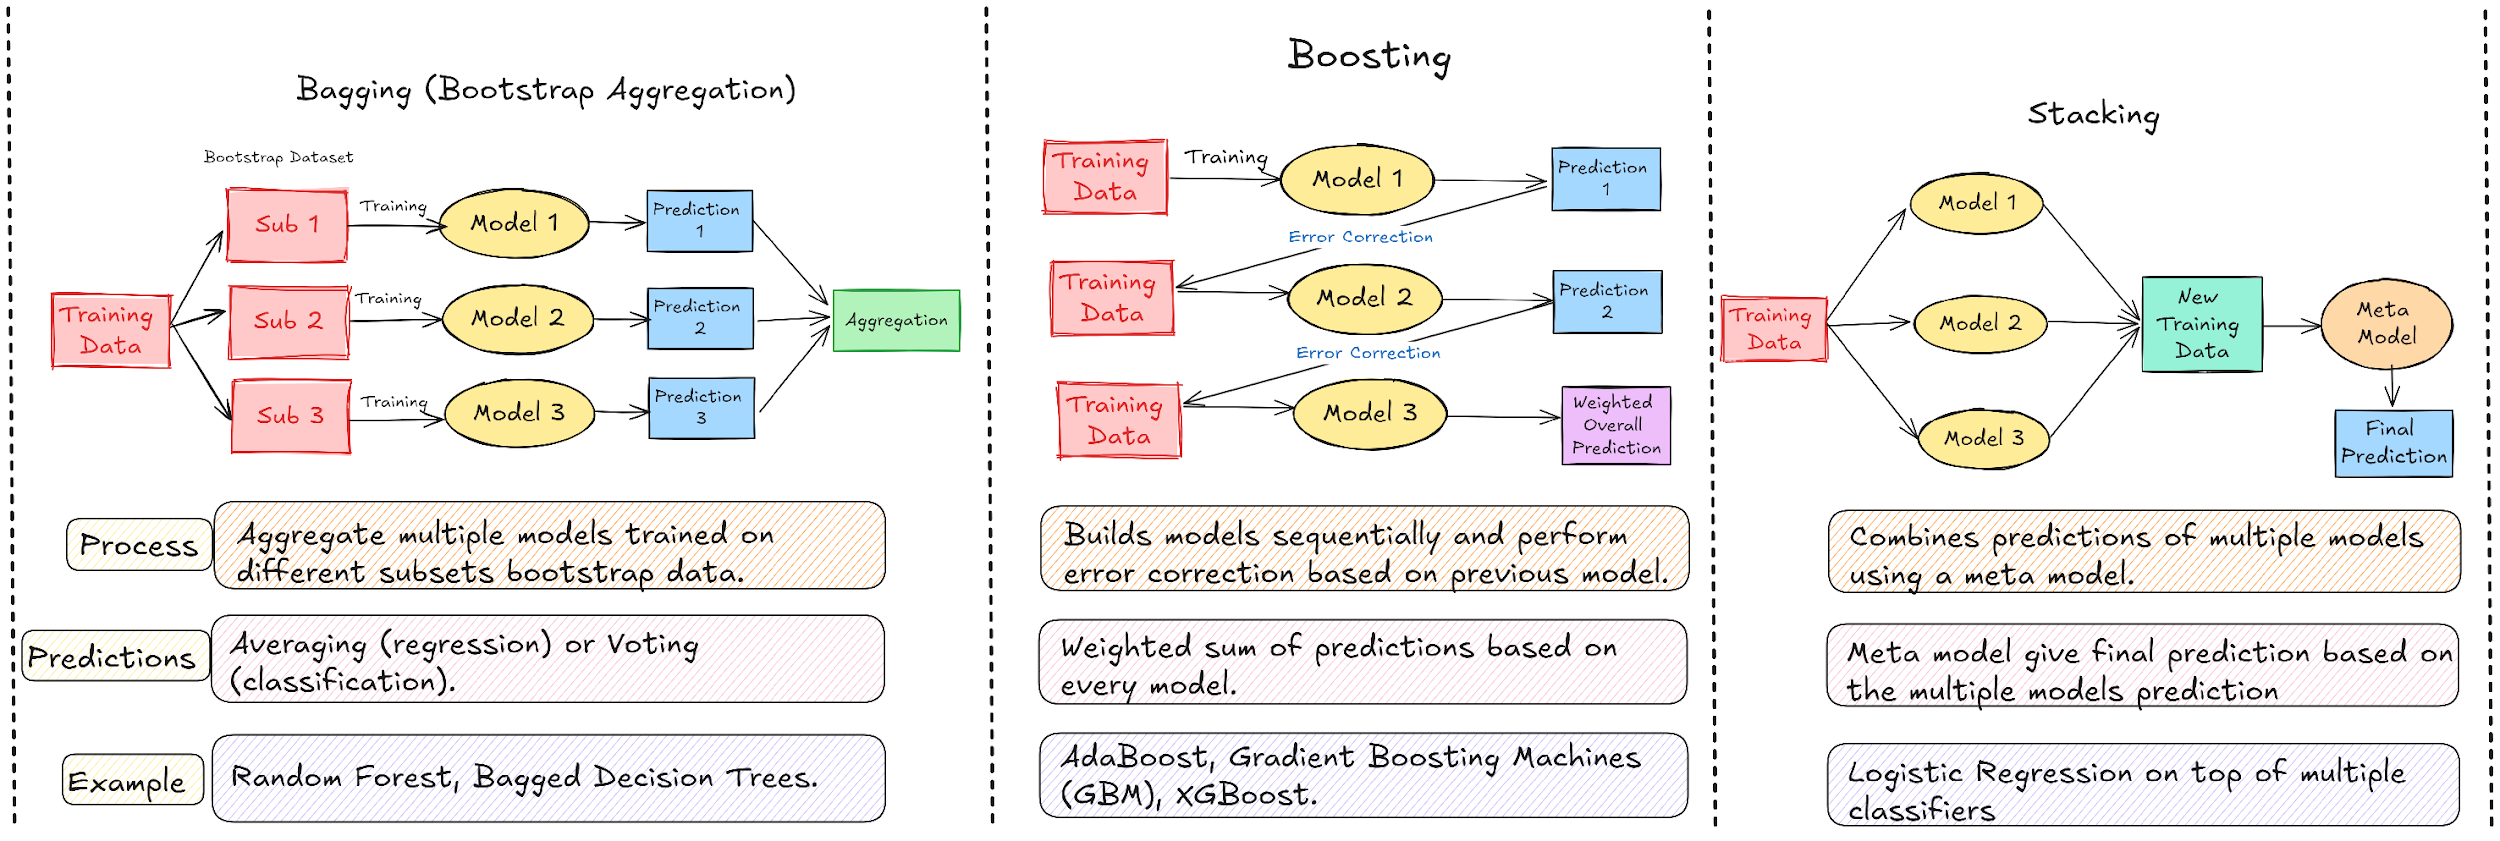 Bagging (Bootstrap Aggregation)
Bootstrap Dataset
Training
Data
Sub 1
Sub 2
Sub 3
Training
Training
Training
Model 1
Model 2
Model 3
Prediction
1
Prediction
2
Prediction
3
Aggregation
Process
Aggregate multiple models trained on
different subsets bootstrap data.
Predictions
Averaging (regression) or Voting
(classification).
Example
Random Forest, Bagged Decision Trees.
Boosting
Training
Data
Training
Model 1
Prediction
1
Error Correction
Training
Data
Model 2
Prediction
2
Error Correction
Training
Data
Model 3
Weighted
Overall
Prediction
Builds models sequentially and perform
error correction based on previous model.
Weighted sum of predictions based on
every model.
AdaBoost, Gradient Boosting Machines
(GBM), XGBoost.
Stacking
Training
Data
Model 1
Model 2
Model 3
New
Training
Data
Meta
Model
Final
Prediction
Combines predictions of multiple models
using a meta model.
Meta model give final prediction based on
the multiple models prediction
Logistic Regression on top of multiple
classifiers